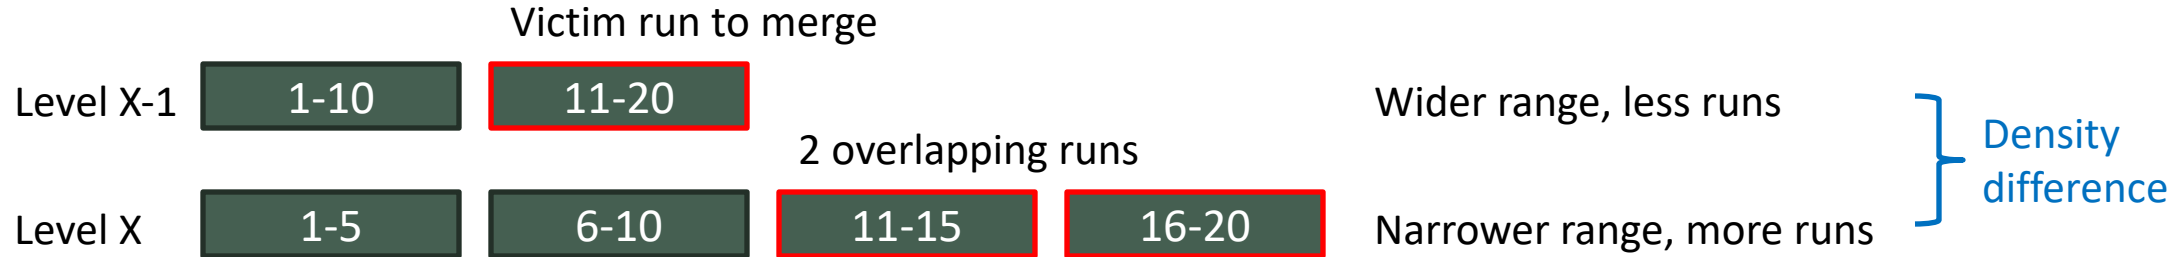 Victim run to merge
Level X-1 1-10 11-20 Wider range, less runs
2 overlapping runs
Density
difference
Level X 1-5 6-10 11-15 16-20 Narrower range, more runs